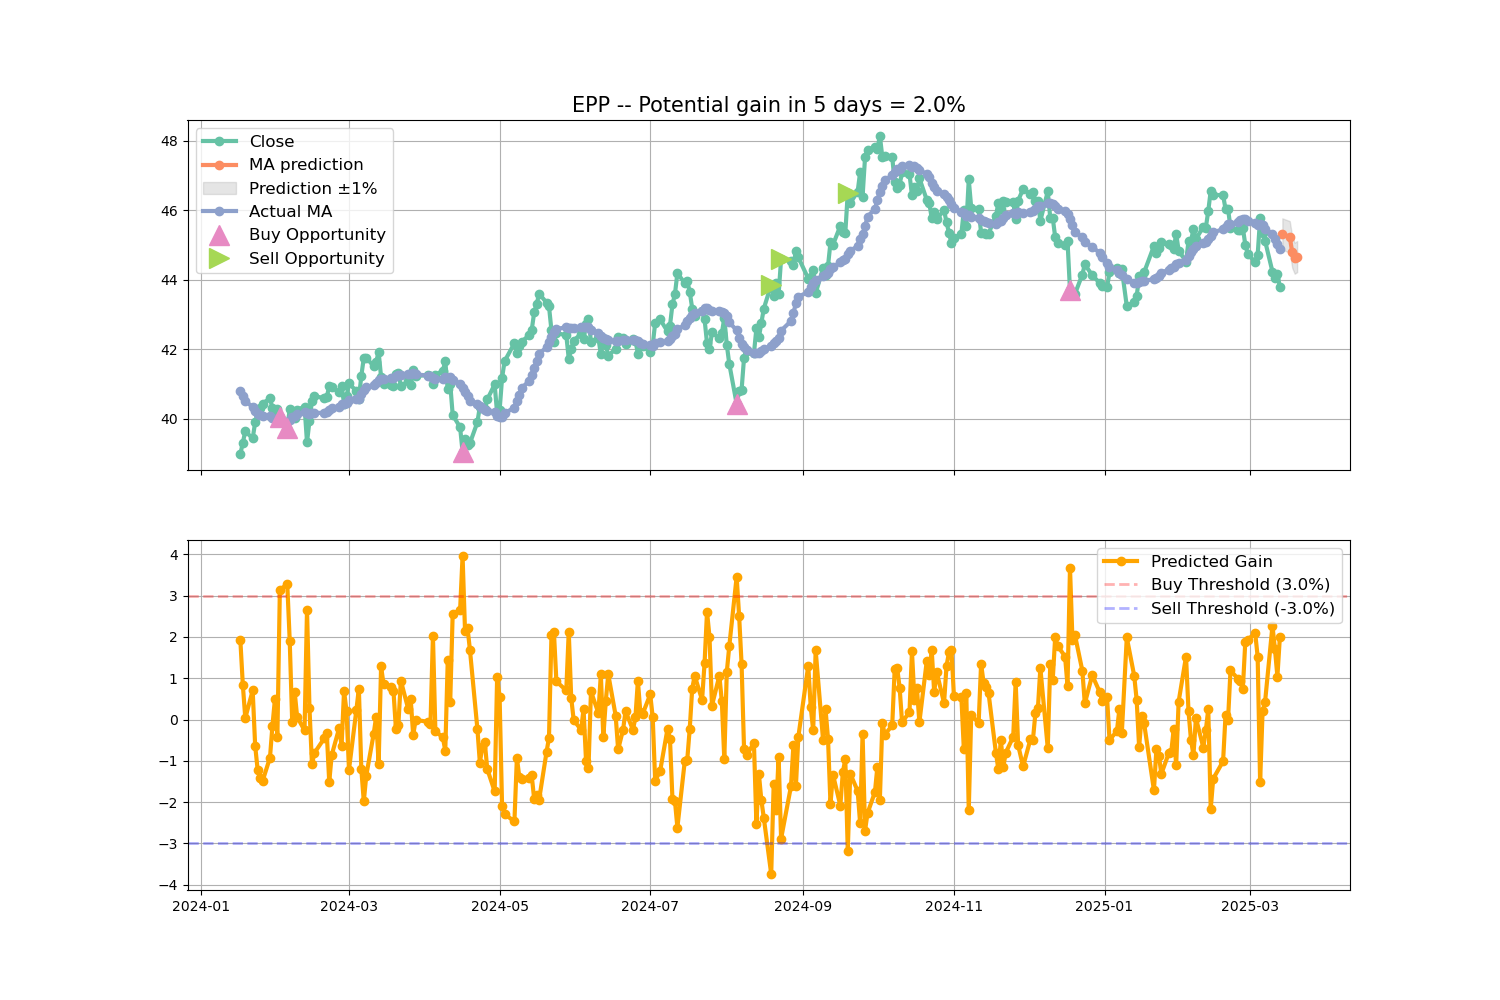 EPP -- Potential gain in 5 days = 2.0%
48
46
44
42
40
Close
MA prediction
Prediction ±1%
Actual MA
Buy Opportunity
Sell Opportunity
4
3
2
1
0
−1
−2
−3
−4
Predicted Gain
Buy Threshold (3.0%)
Sell Threshold (-3.0%)
2024-01
2024-03
2024-05
2024-07
2024-09
2024-11
2025-01
2025-03